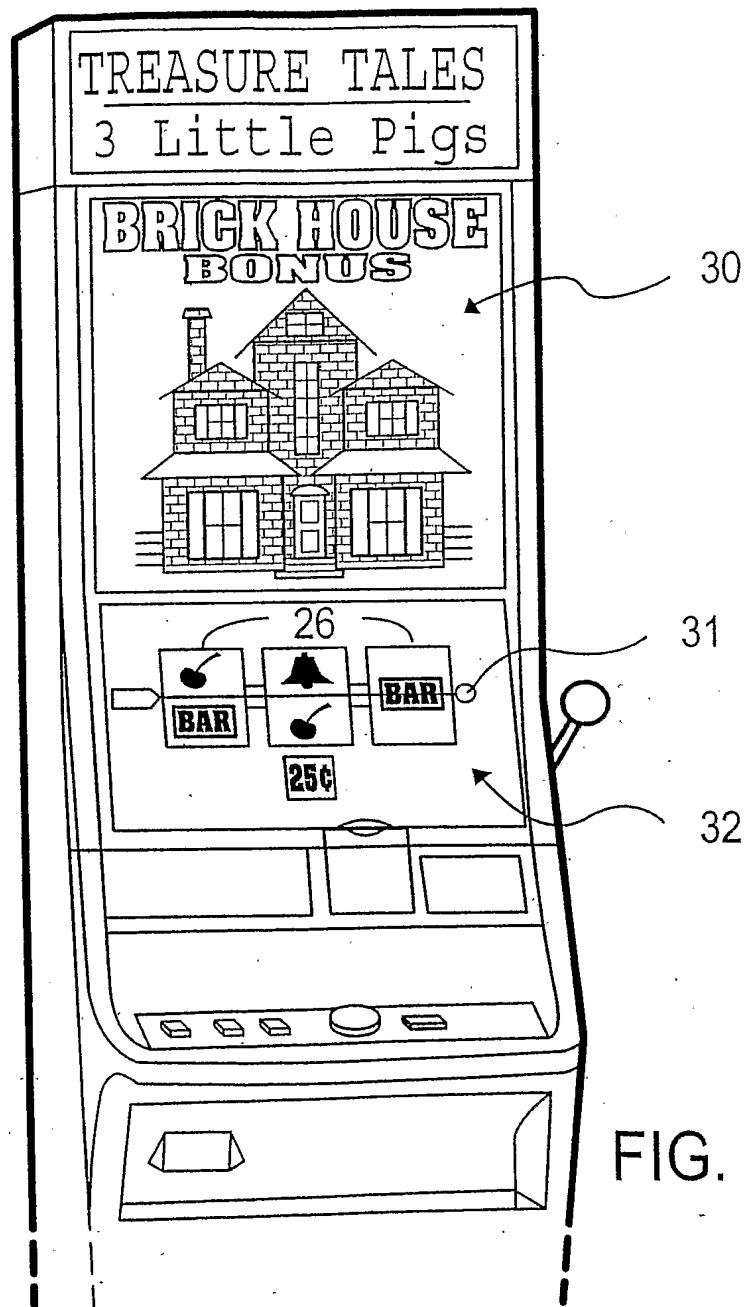 TREASURE TALES
3 Little Pigs
BRICK HOUSE
BONUS
30
26
31
BAR
BAR
25¢
32
FIG.